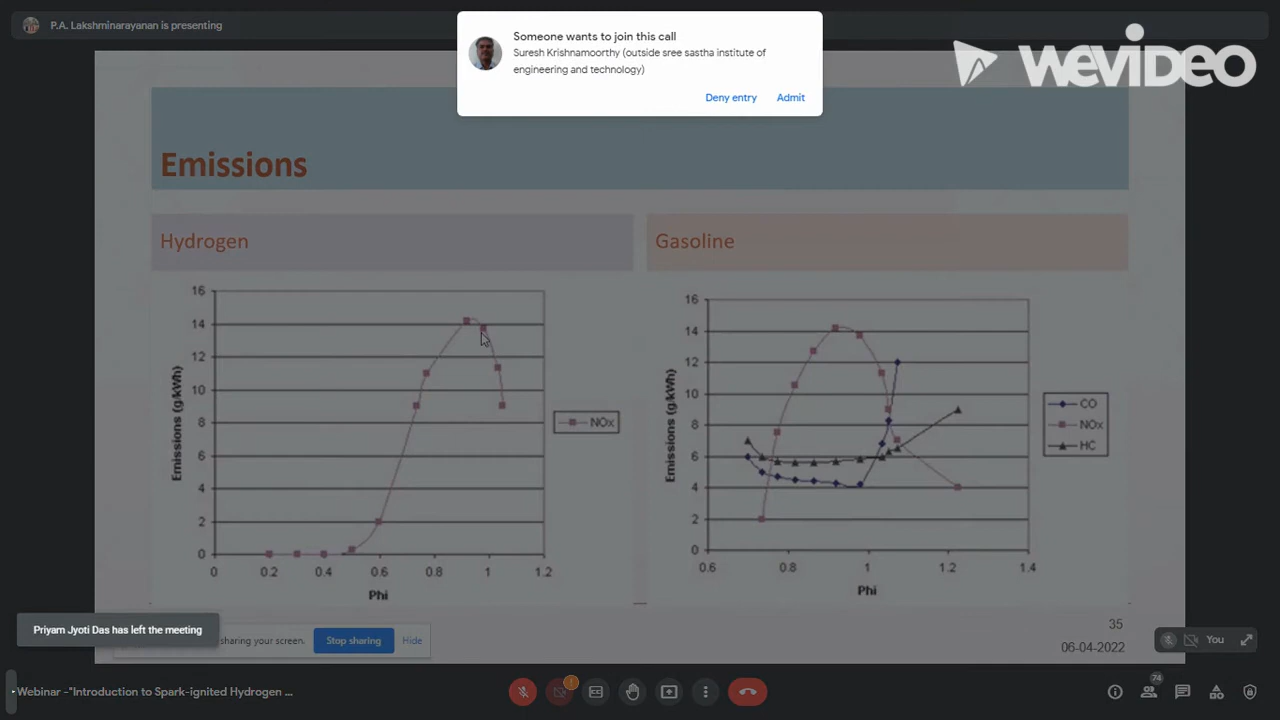 P.A. Lakshminarayanan is presenting
Someone wants to join this call
Suresh Krishnamoorthy (outside sree sastha institute of
engineering and technology)
Deny entry Admit
WEVIDEO
Emissions
Hydrogen
Gasoline
Emissions (g/kWh)
16
14
12
10
8
6
4
2
0
0 0.2 0.4 0.6 0.8 1 1.2
Phi
NOx
Emissions (g/kWh)
16
14
12
10
8
6
4
2
0
0.6 0.8 1 1.2 1.4
Phi
CO
NOx
HC
35
06-04-2022
Priyam Jyoti Das has left the meeting
sharing your screen.
Stop sharing
Hide
You
Webinar -"Introduction to Spark-ignited Hydrogen ...
74